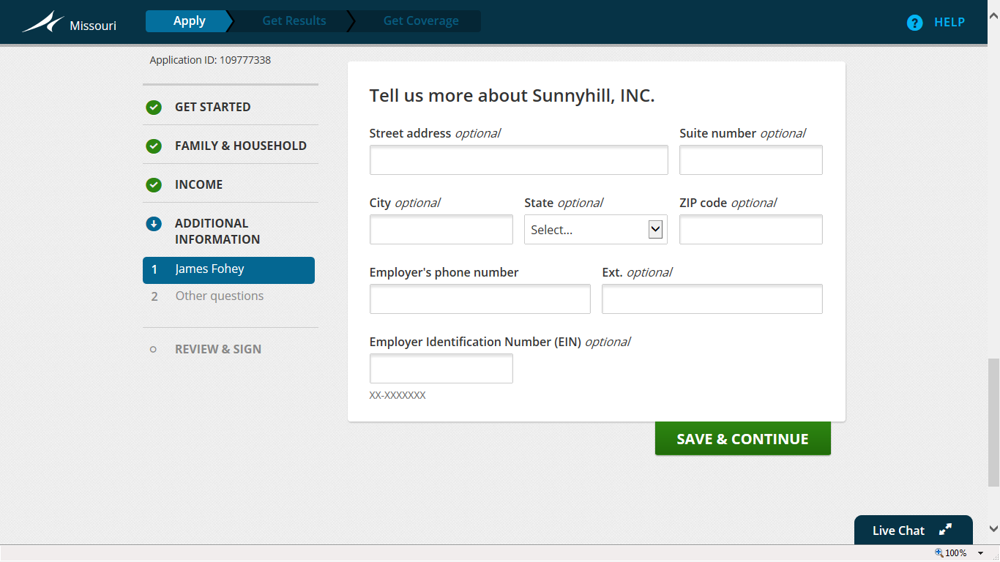 Missouri
Apply
Get Results
Get Coverage
? HELP
Application ID: 109777338
GET STARTED
FAMILY & HOUSEHOLD
INCOME
ADDITIONAL
INFORMATION
1 James Fohey
2 Other questions
REVIEW & SIGN
Tell us more about Sunnyhill, INC.
Street address optional
Suite number optional
City optional
State optional
ZIP code optional
Select...
Employer's phone number
Ext. optional
Employer Identification Number (EIN) optional
XX-XXXXXXX
SAVE & CONTINUE
Live Chat
100%